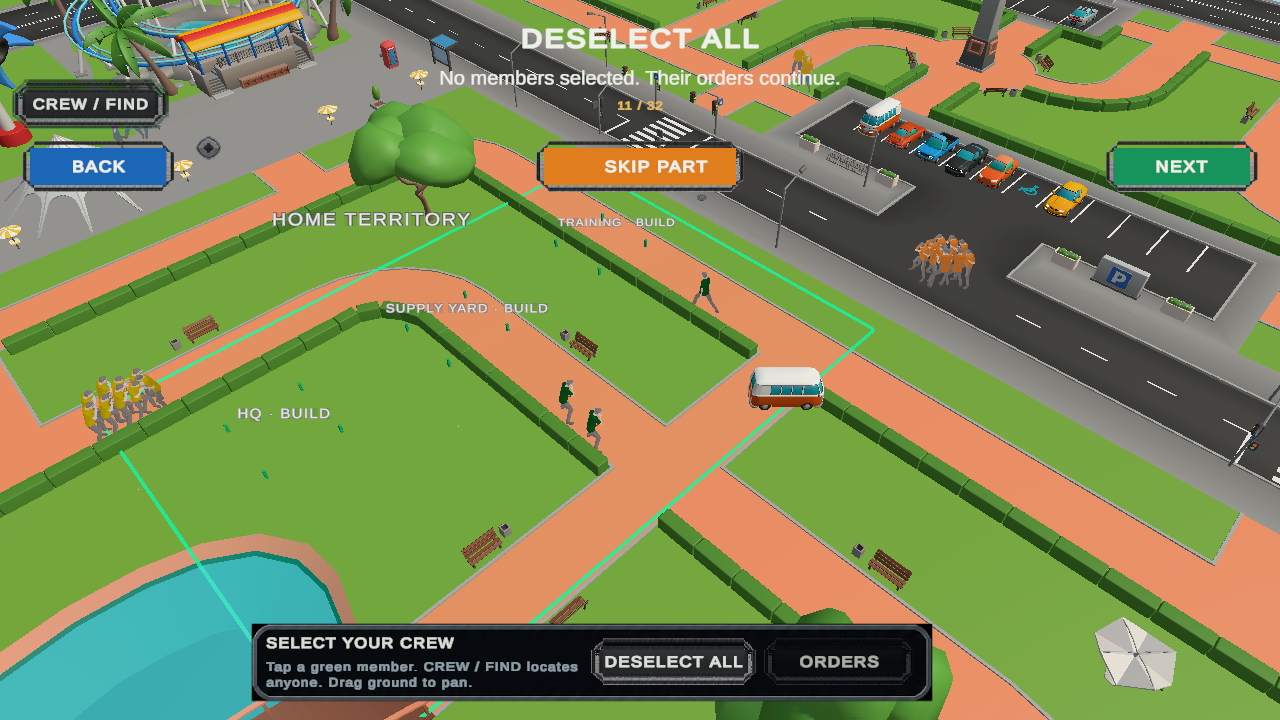 DESELECT ALL
No members selected. Their orders continue.
11 / 32
CREW / FIND
BACK
SKIP PART
NEXT
HOME TERRITORY
TRAINING · BUILD
SUPPLY YARD · BUILD
HQ · BUILD
P
SELECT YOUR CREW
Tap a green member. CREW / FIND locates
anyone. Drag ground to pan.
DESELECT ALL
ORDERS